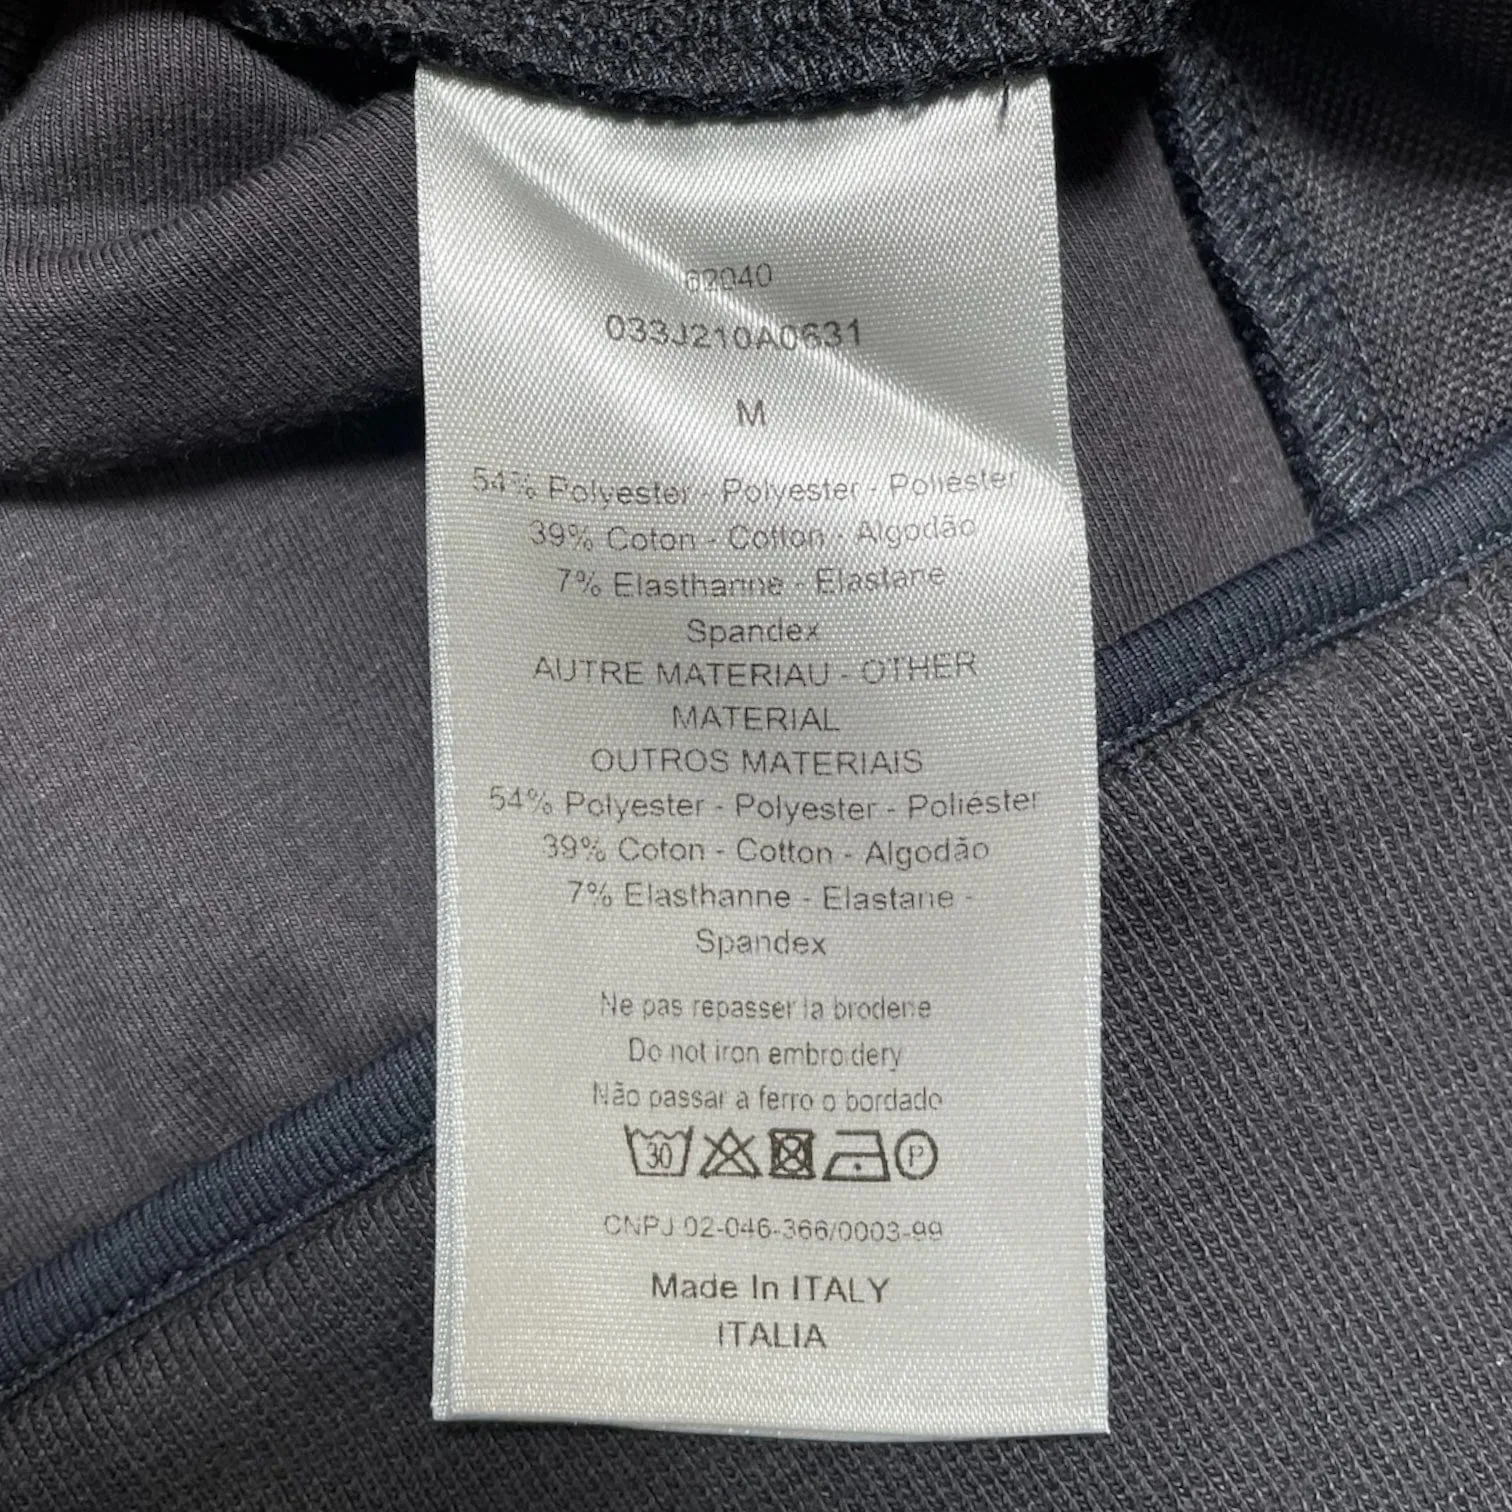 62040
033J210A0631
M
54% Polyester - Polyester - Poliéster
39% Coton - Cotton - Algodão
7% Elasthanne - Elastane -
Spandex
AUTRE MATERIAU - OTHER
MATERIAL
OUTROS MATERIAIS
54% Polyester - Polyester - Poliéster
39% Coton - Cotton - Algodão
7% Elasthanne - Elastane -
Spandex
Ne pas repasser la broderie
Do not iron embroidery
Não passar a ferro o bordado
30 P
CNPJ 02-046-366/0003-99
Made In ITALY
ITALIA